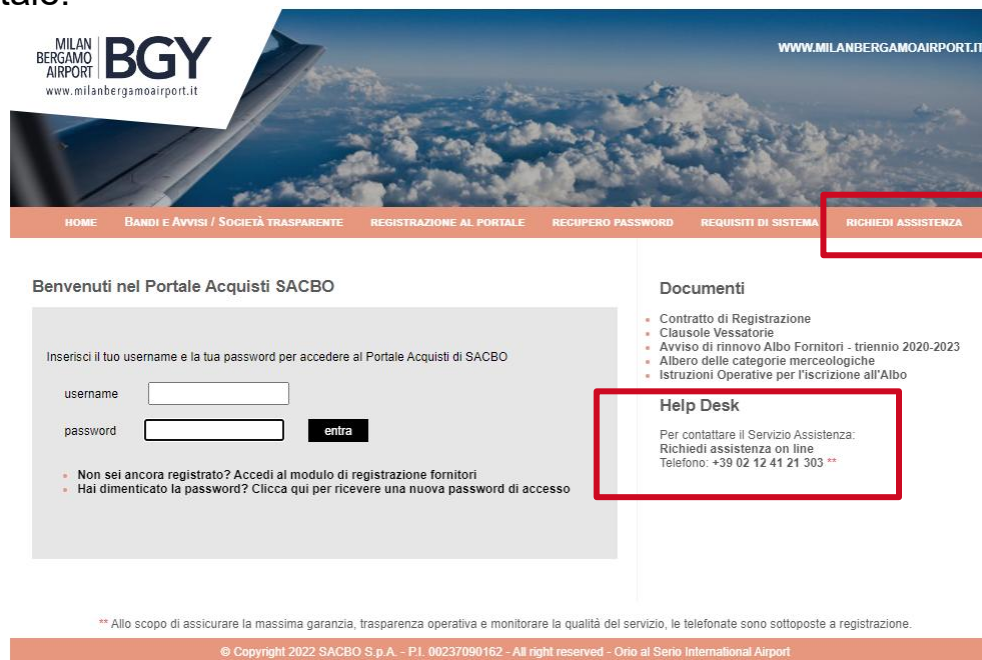 MILAN
BERGAMO
AIRPORT
BGY
www.milanbergamoairport.it
WWW.MILANBERGAMOAIRPORT.IT
HOME BANDI E AVVISI / SOCIETÀ TRASPARENTE REGISTRAZIONE AL PORTALE RECUPERO PASSWORD REQUISITI DI SISTEMA RICHIEDI ASSISTENZA
Benvenuti nel Portale Acquisti SACBO
Inserisci il tuo username e la tua password per accedere al Portale Acquisti di SACBO
username
password
entra
Non sei ancora registrato? Accedi al modulo di registrazione fornitori
Hai dimenticato la password? Clicca qui per ricevere una nuova password di accesso
Documenti
Contratto di Registrazione
Clausole Vessatorie
Avviso di rinnovo Albo Fornitori - triennio 2020-2023
Albero delle categorie merceologiche
Istruzioni Operative per l'iscrizione all'Albo
Help Desk
Per contattare il Servizio Assistenza:
Richiedi assistenza on line
Telefono: +39 02 12 41 21 303 **
** Allo scopo di assicurare la massima garanzia, trasparenza operativa e monitorare la qualità del servizio, le telefonate sono sottoposte a registrazione.
© Copyright 2022 SACBO S.p.A. - P.I. 00237090162 - All right reserved - Orio al Serio International Airport